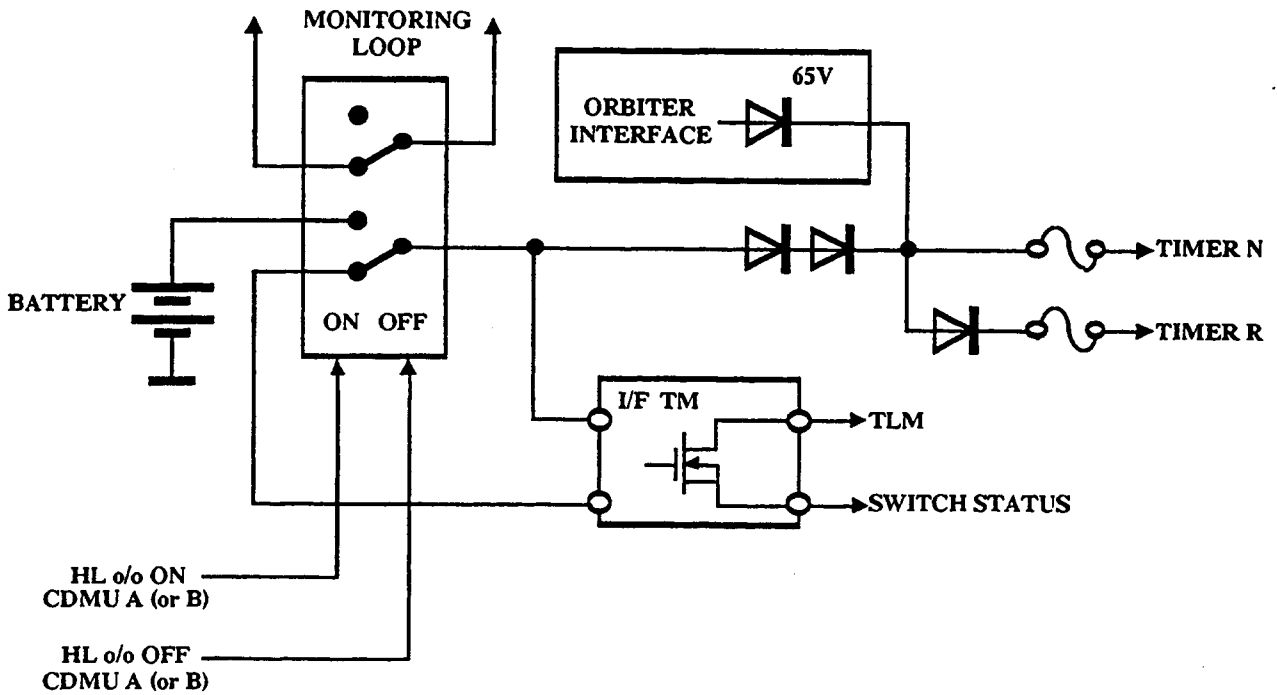 MONITORING
LOOP
65V
ORBITER
INTERFACE
TIMER N
BATTERY
ON OFF
TIMER R
I/F TM
TLM
SWITCH STATUS
HL o/o ON
CDMU A (or B)
HL o/o OFF
CDMU A (or B)